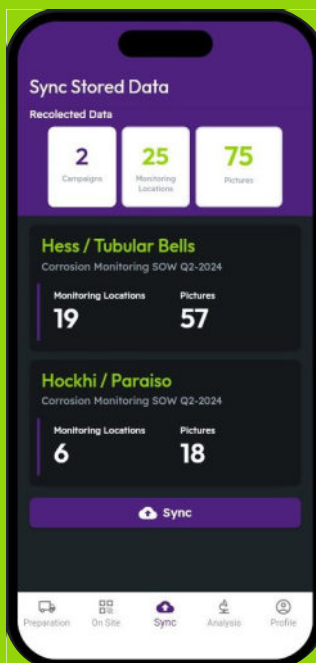 Sync Stored Data
Recolected Data
2 25 75
Campaigns Monitoring Locations Pictures
Hess / Tubular Bells
Corrosion Monitoring SOW Q2-2024
Monitoring Locations Pictures
19 57
Hockhi / Paraiso
Corrosion Monitoring SOW Q2-2024
Monitoring Locations Pictures
6 18
Sync
Preparation On Site Sync Analysis Profile